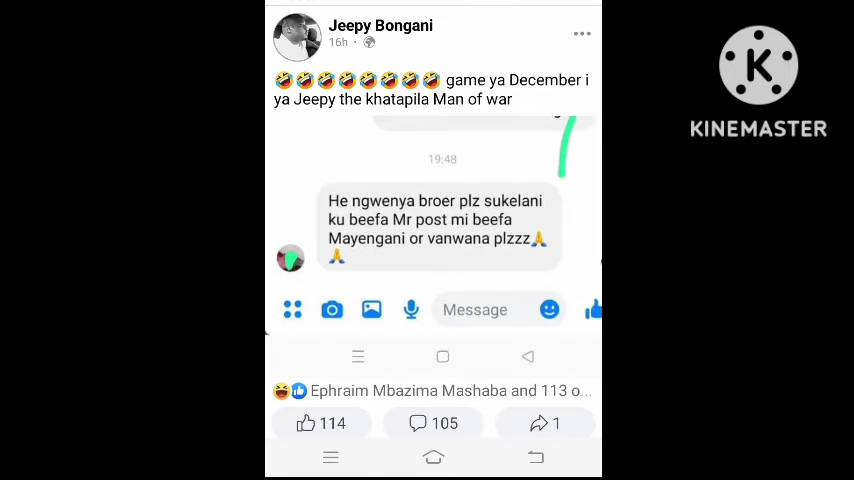 Jeepy Bongani
16h ·
🤣🤣🤣🤣🤣🤣🤣🤣 game ya December i
ya Jeepy the khatapila Man of war
19:48
He ngwenya broer plz sukelani
ku beefa Mr post mi beefa
Mayengani or vanwana plzzz🙏
🙏
Message
Ephraim Mbazima Mashaba and 113 o...
114
105
1
K
KINEMASTER